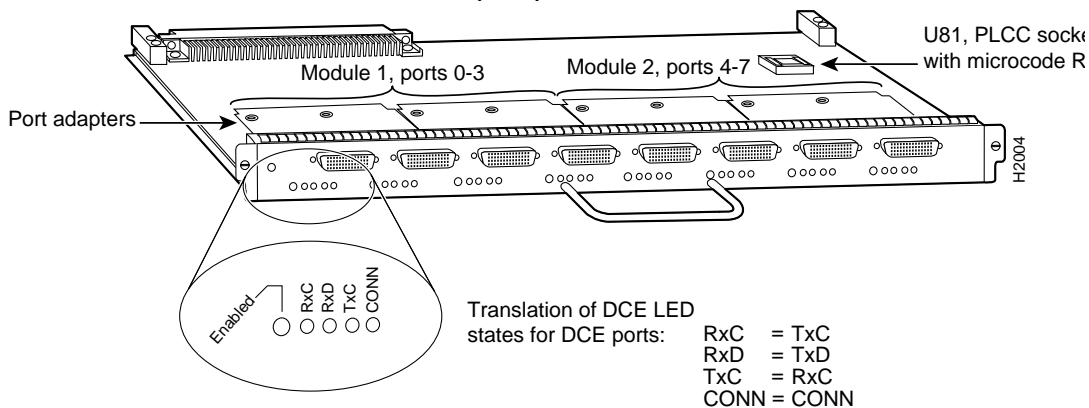 U81, PLCC socke
with microcode R
Module 1, ports 0-3
Module 2, ports 4-7
Port adapters
H2004
Enabled
RxC
RxD
TxC
CONN
Translation of DCE LED
states for DCE ports:
RxC = TxC
RxD = TxD
TxC = RxC
CONN = CONN